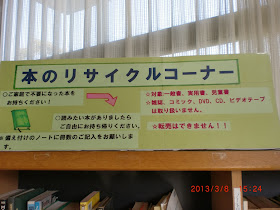 本のリサイクルコーナー
○ご家庭で不要になった本を
お持ちください！
○読みたい本がありましたら
ご自由にお持ち帰りください。
※備え付けのノートに冊数のご記入をお願いしま
す。
☆対象:一般書、実用書、児童書
☆雑誌、コミック、DVD、CD、ビデオテープ
は取り扱いません。
☆転売はできません！！
2013/3/8 15:24